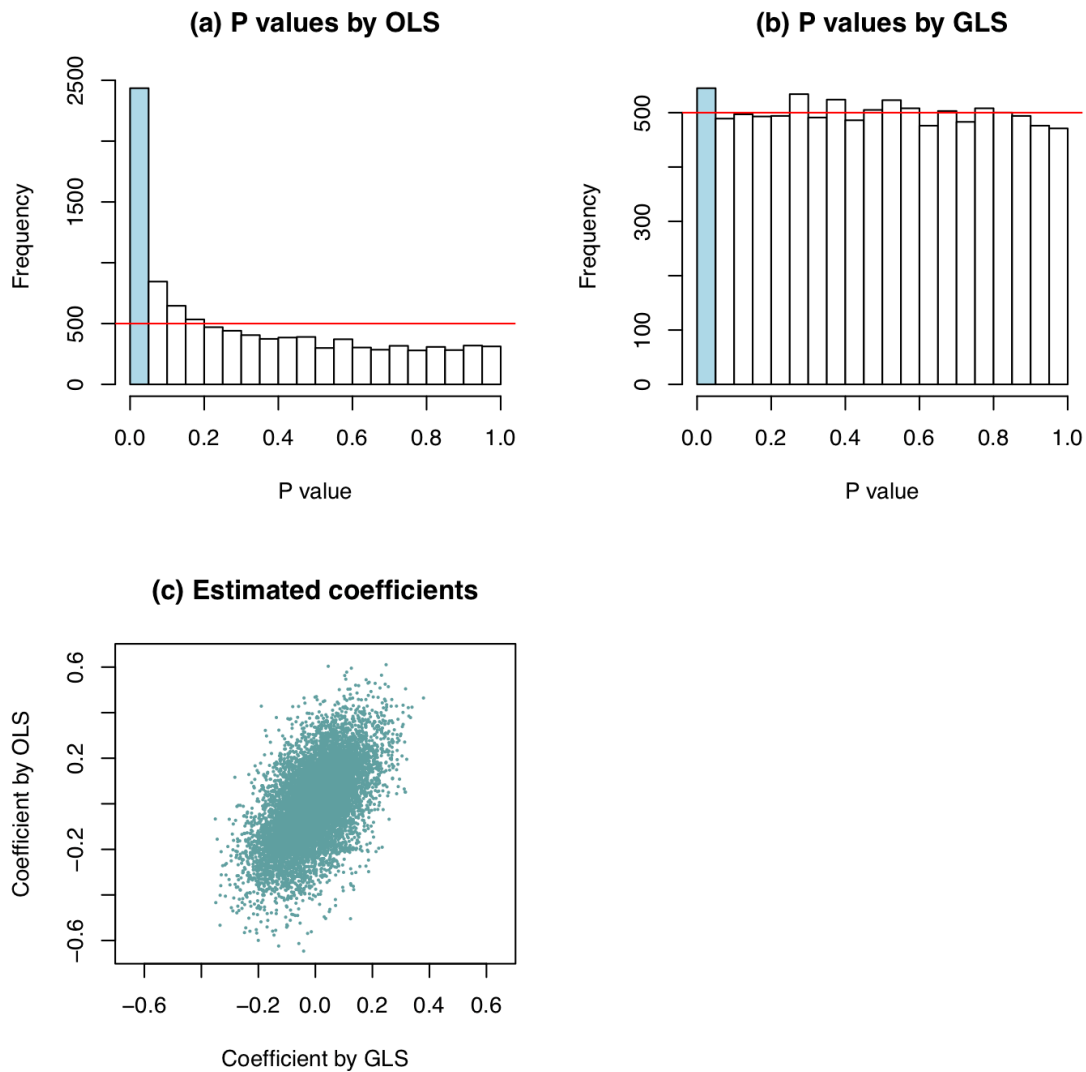 (a) P values by OLS
Frequency
0 500 1500 2500
0.0 0.2 0.4 0.6 0.8 1.0
P value
(b) P values by GLS
Frequency
0 100 300 500
0.0 0.2 0.4 0.6 0.8 1.0
P value
(c) Estimated coefficients
Coefficient by OLS
−0.6 −0.2 0.2 0.6
−0.6 −0.2 0.0 0.2 0.4 0.6
Coefficient by GLS